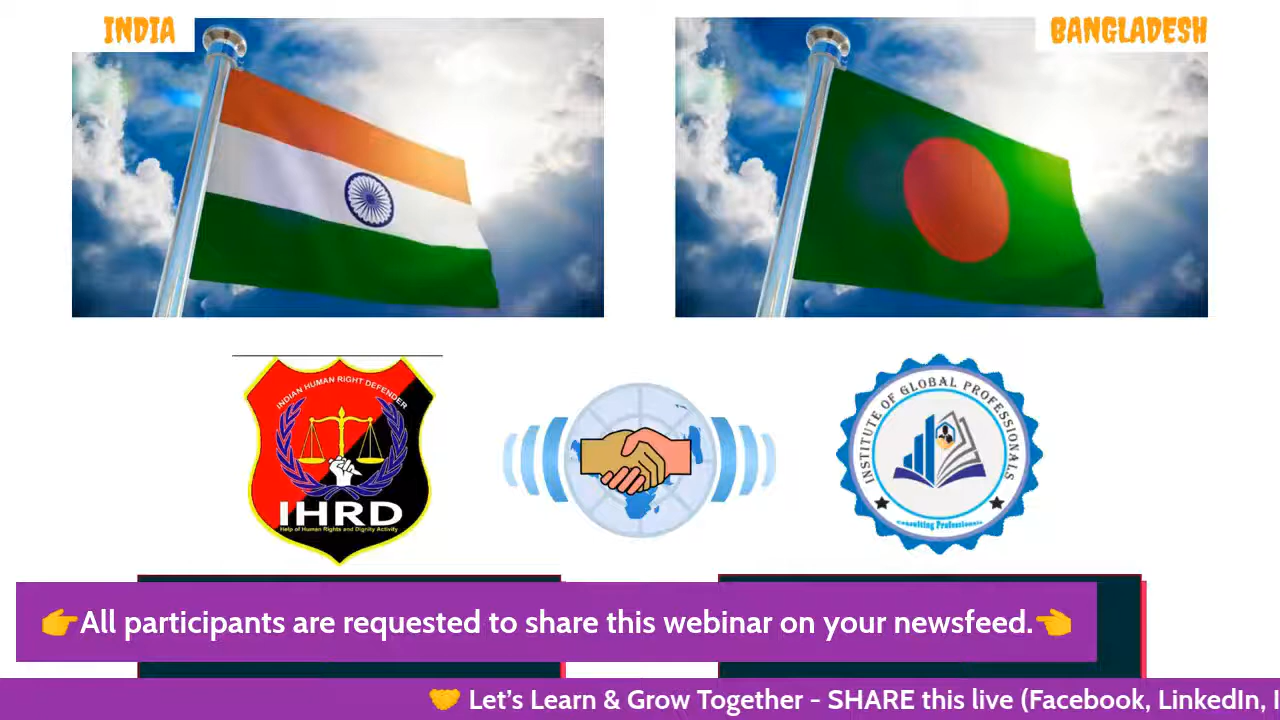 INDIA
BANGLADESH
INDIAN HUMAN RIGHT DEFENDER
IHRD
Help of Human Rights and Dignity Activity
INSTITUTE OF GLOBAL PROFESSIONALS
Consulting Professionals
👉All participants are requested to share this webinar on your newsfeed.👈
🤝 Let's Learn & Grow Together - SHARE this live (Facebook, LinkedIn, I